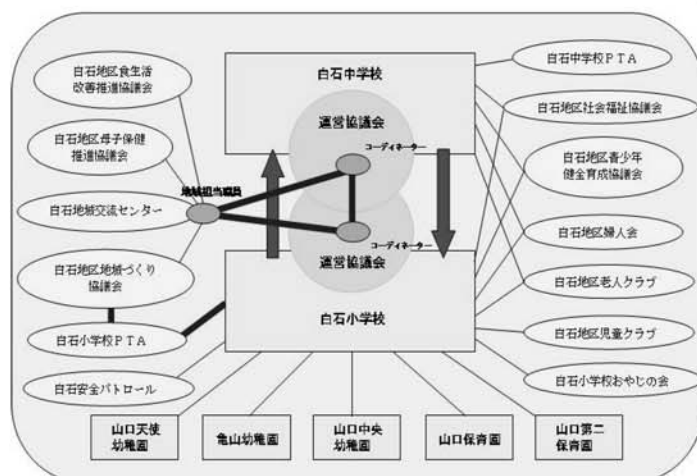 白石中学校
運営協議会
コーディネーター
白石中学校PTA
白石地区社会福祉協議会
白石地区青少年
健全育成協議会
白石地区婦人会
白石地区老人クラブ
白石地区児童クラブ
白石小学校おやじの会
白石地区食生活
改善推進協議会
白石地区母子保健
推進協議会
地域担当職員
白石地域交流センター
白石地区地域づくり
協議会
白石小学校PTA
白石安全パトロール
コーディネーター
運営協議会
白石小学校
山口天使
幼稚園
亀山幼稚園
山口中央
幼稚園
山口保育園
山口第二
保育園